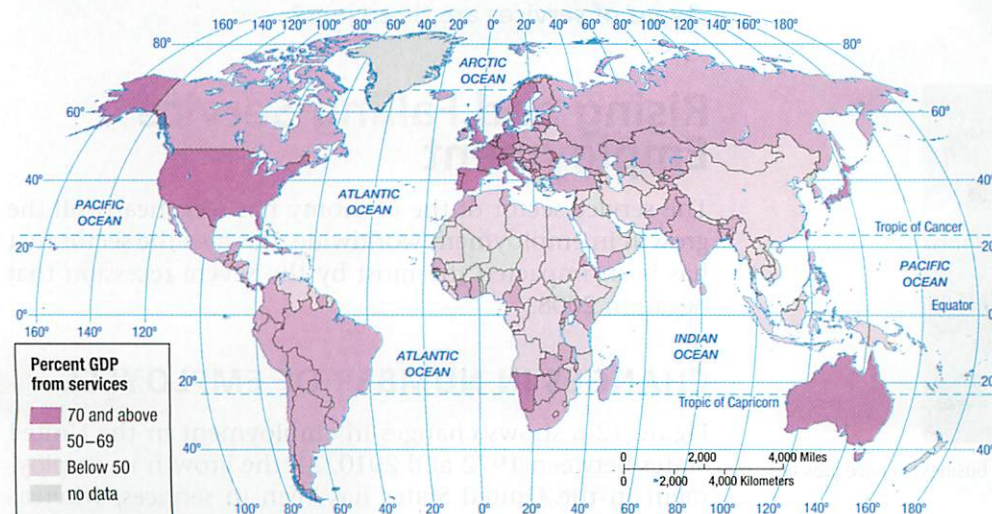 160° 140° 120° 100° 80° 60° 40° 20° 0° 20° 40° 60° 80° 100° 120° 140° 160° 180°
80° 80°
ARCTIC
OCEAN
60° 60°
40° 40°
PACIFIC
OCEAN
ATLANTIC
OCEAN
Tropic of Cancer
20° 20°
PACIFIC
OCEAN
Equator
0° 0°
160° 140° 120°
INDIAN
OCEAN
ATLANTIC
OCEAN
Percent GDP
from services
70 and above
50–69
Below 50
no data
20° 20°
Tropic of Capricorn
40° 40°
0 2,000 4,000 Miles
0 2,000 4,000 Kilometers
100° 80° 60° 40° 20° 0° 20° 40° 60° 80° 100° 120° 140° 160° 180°